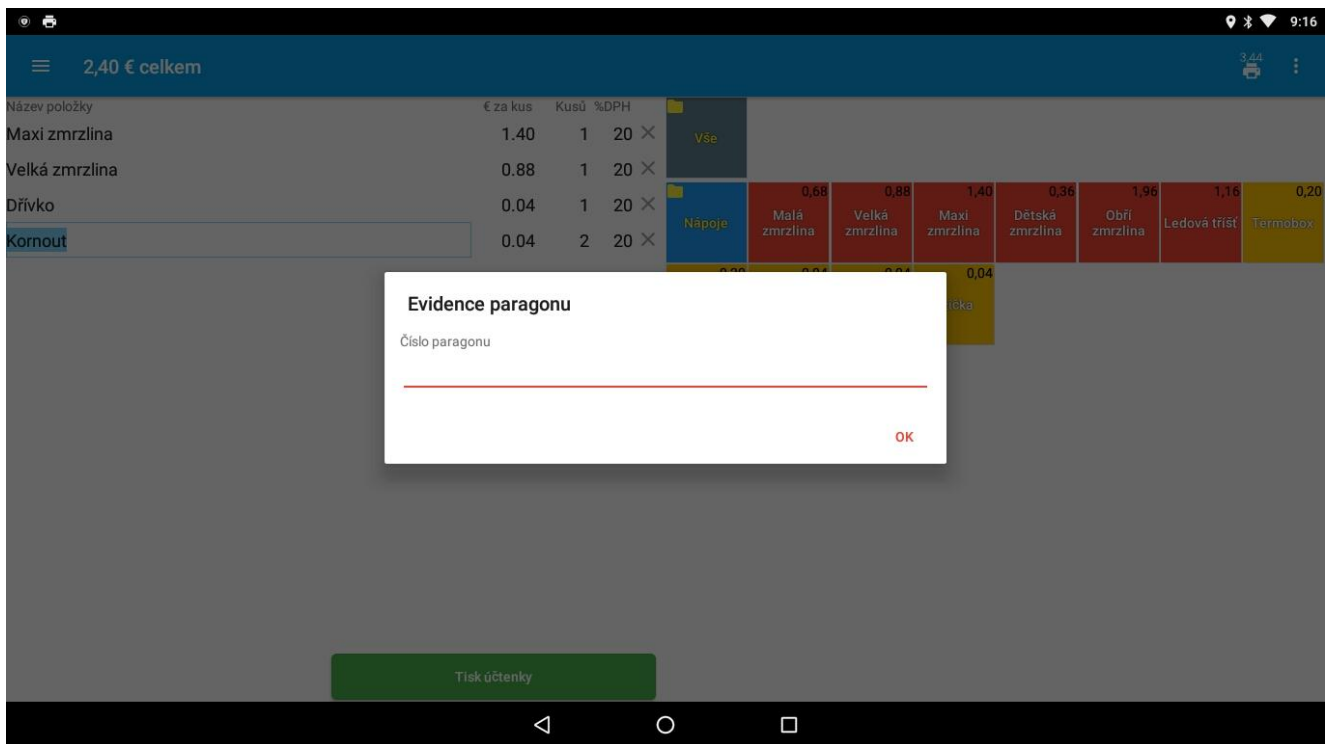 9:16
2,40 € celkem
3,44
Název položky € za kus Kusů %DPH
Maxi zmrzlina 1.40 1 20
Velká zmrzlina 0.88 1 20
Dřívko 0.04 1 20
Kornout 0.04 2 20
Vše
Nápoje
0,68
Malá
zmrzlina
0,88
Velká
zmrzlina
1,40
Maxi
zmrzlina
0,36
Dětská
zmrzlina
1,96
Obří
zmrzlina
1,16
Ledová tříšť
0,20
Termobox
0,04
Evidence paragonu
Číslo paragonu
OK
Tisk účtenky